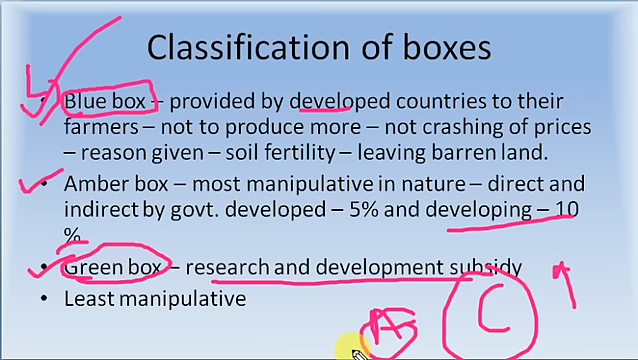 Classification of boxes
• Blue box – provided by developed countries to their
farmers – not to produce more – not crashing of prices
– reason given – soil fertility – leaving barren land.
• Amber box – most manipulative in nature – direct and
indirect by govt. developed – 5% and developing – 10
%
• Green box – research and development subsidy
• Least manipulative
A C